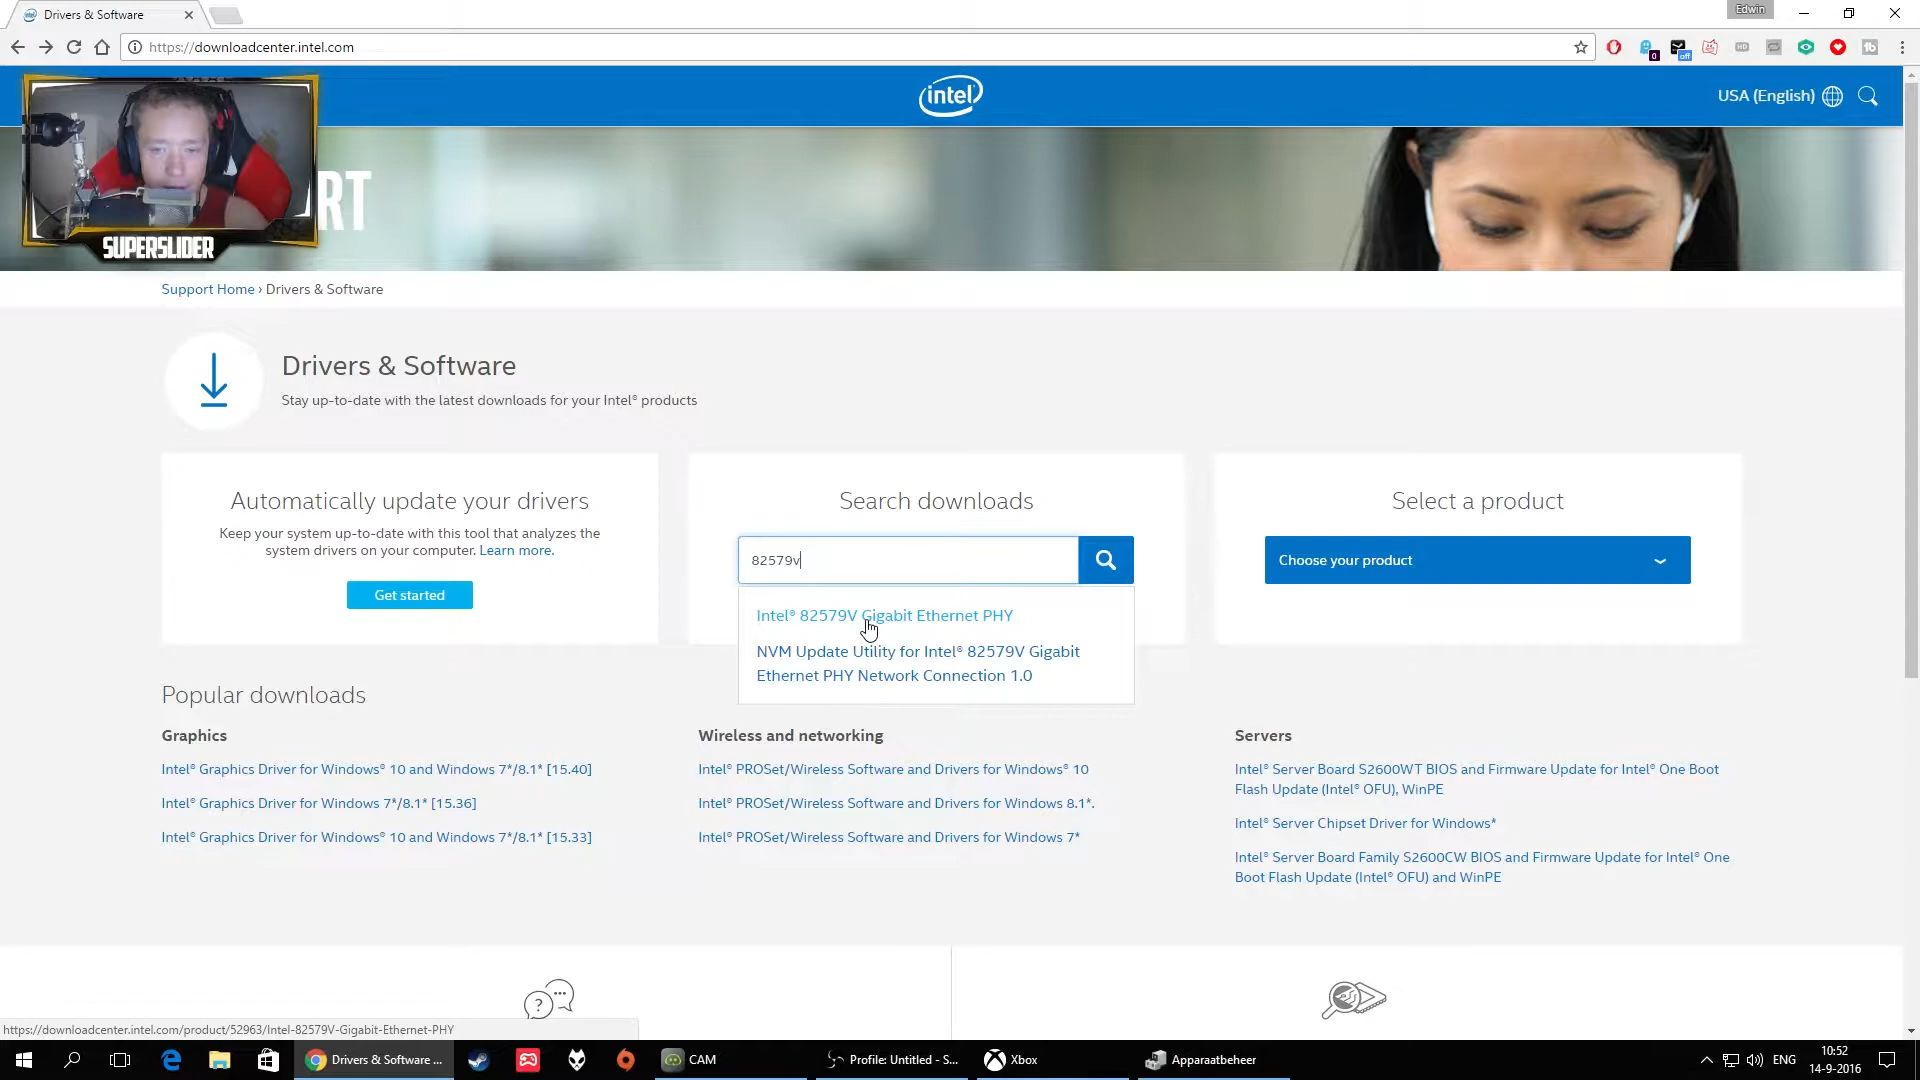 Drivers & Software
Edwin
https://downloadcenter.intel.com
0
off
HD
intel
USA (English)
RT
SUPERSLIDER
Support Home › Drivers & Software
Drivers & Software
Stay up-to-date with the latest downloads for your Intel® products
Automatically update your drivers
Keep your system up-to-date with this tool that analyzes the
system drivers on your computer. Learn more.
Get started
Search downloads
82579v
Intel® 82579V Gigabit Ethernet PHY
NVM Update Utility for Intel® 82579V Gigabit
Ethernet PHY Network Connection 1.0
Select a product
Choose your product
Popular downloads
Graphics
Intel® Graphics Driver for Windows® 10 and Windows 7*/8.1* [15.40]
Intel® Graphics Driver for Windows 7*/8.1* [15.36]
Intel® Graphics Driver for Windows® 10 and Windows 7*/8.1* [15.33]
Wireless and networking
Intel® PROSet/Wireless Software and Drivers for Windows® 10
Intel® PROSet/Wireless Software and Drivers for Windows 8.1*.
Intel® PROSet/Wireless Software and Drivers for Windows 7*
Servers
Intel® Server Board S2600WT BIOS and Firmware Update for Intel® One Boot
Flash Update (Intel® OFU), WinPE
Intel® Server Chipset Driver for Windows*
Intel® Server Board Family S2600CW BIOS and Firmware Update for Intel® One
Boot Flash Update (Intel® OFU) and WinPE
https://downloadcenter.intel.com/product/52963/Intel-82579V-Gigabit-Ethernet-PHY
Drivers & Software ...
CAM
Profile: Untitled - S...
Xbox
Apparaatbeheer
ENG
10:52
14-9-2016